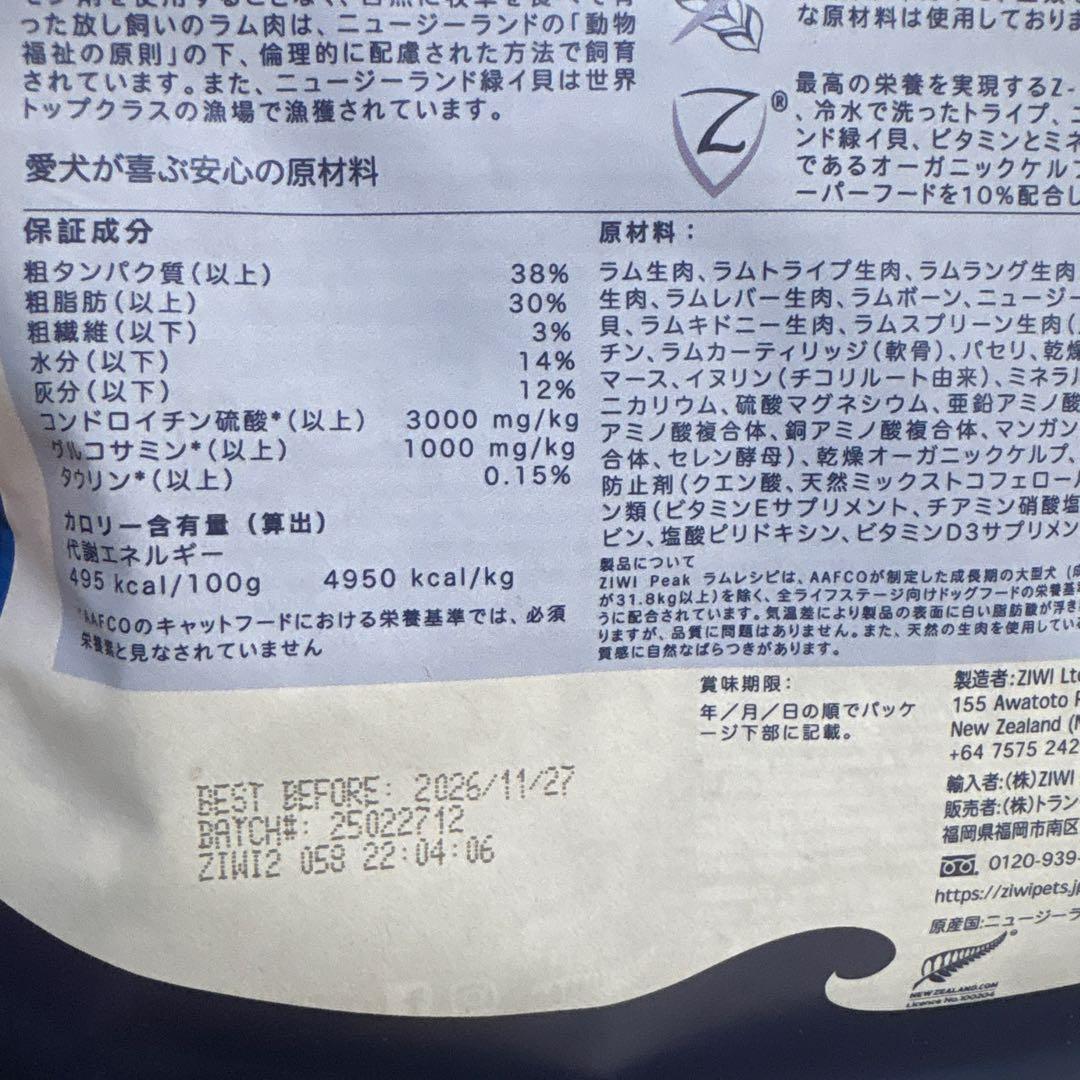 った放し飼いのラム肉は、ニュージーランドの「動物
福祉の原則」の下、倫理的に配慮された方法で飼育
されています。また、ニュージーランド緑イ貝は世界
トップクラスの漁場で漁獲されています。
愛犬が喜ぶ安心の原材料
な原材料は使用しておりま
最高の栄養を実現するZ-
、冷水で洗ったトライプ、ニ
ンド緑イ貝、ビタミンとミネ
であるオーガニックケルプ
ーパーフードを10%配合し
Z®
保証成分
粗タンパク質(以上) 38%
粗脂肪(以上) 30%
粗繊維(以下) 3%
水分(以下) 14%
灰分(以下) 12%
コンドロイチン硫酸*(以上) 3000 mg/kg
グルコサミン*(以上) 1000 mg/kg
タウリン*(以上) 0.15%
カロリー含有量(算出)
代謝エネルギー
495 kcal/100g 4950 kcal/kg
*AAFCOのキャットフードにおける栄養基準では、必須
栄養素と見なされていません
原材料:
ラム生肉、ラムトライプ生肉、ラムラング生肉
生肉、ラムレバー生肉、ラムボーン、ニュージー
貝、ラムキドニー生肉、ラムスプリーン生肉(
チン、ラムカーティリッジ(軟骨)、パセリ、乾燥
マース、イヌリン(チコリルート由来)、ミネラル
ニカリウム、硫酸マグネシウム、亜鉛アミノ酸
アミノ酸複合体、銅アミノ酸複合体、マンガン
合体、セレン酵母)、乾燥オーガニックケルプ、
防止剤(クエン酸、天然ミックストコフェロール
ン類(ビタミンEサプリメント、チアミン硝酸塩
ビン、塩酸ピリドキシン、ビタミンD3サプリメン
製品について
ZIWI Peak ラムレシピは、AAFCOが制定した成長期の大型犬(成
が31.8kg以上)を除く、全ライフステージ向けドッグフードの栄養基準
うに配合されています。気温差により製品の表面に白い脂肪酸が浮き
りますが、品質に問題はありません。また、天然の生肉を使用している
質感に自然なばらつきがあります。
賞味期限:
年/月/日の順でパッケ
ージ下部に記載。
製造者:ZIWI Ltd
155 Awatoto R
New Zealand (N
+64 7575 242
輸入者:(株)ZIWI
販売者:(株)トラン
福岡県福岡市南区
0120-939-
https://ziwipets.jp
原産国:ニュージーラ
NEWZEALAND.COM
Licence No.100204
BEST BEFORE: 2026/11/27
BATCH#: 25022712
ZIWI2 058 22:04:06